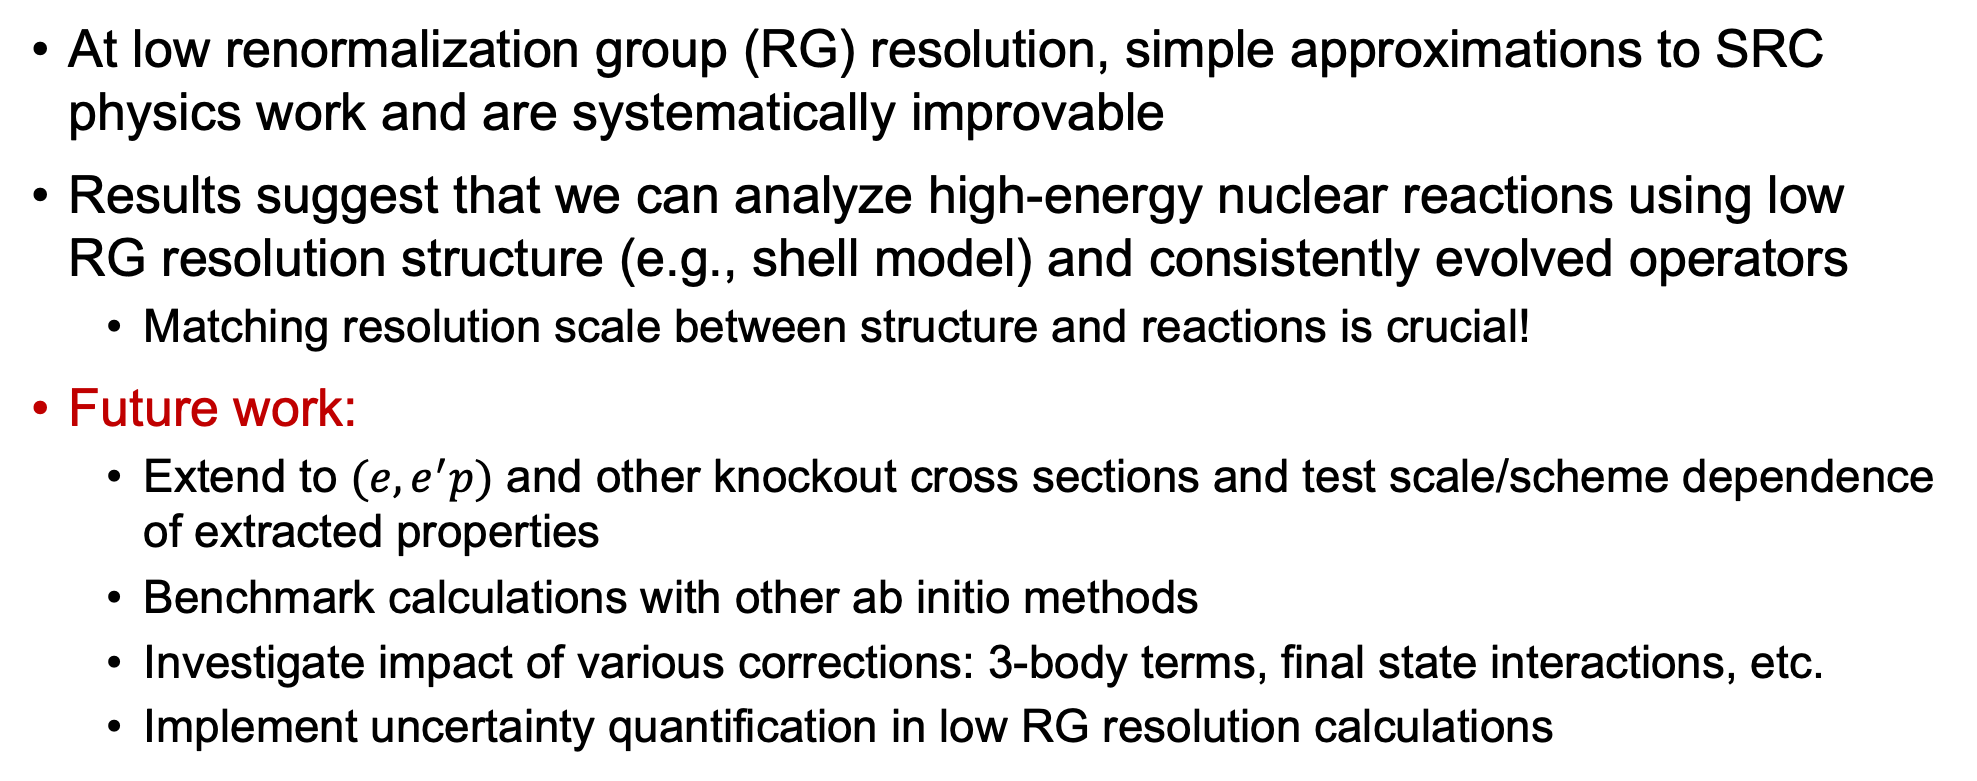 • At low renormalization group (RG) resolution, simple approximations to SRC
physics work and are systematically improvable
• Results suggest that we can analyze high-energy nuclear reactions using low
RG resolution structure (e.g., shell model) and consistently evolved operators
• Matching resolution scale between structure and reactions is crucial!
• Future work:
• Extend to (e, e′p) and other knockout cross sections and test scale/scheme dependence
of extracted properties
• Benchmark calculations with other ab initio methods
• Investigate impact of various corrections: 3-body terms, final state interactions, etc.
• Implement uncertainty quantification in low RG resolution calculations